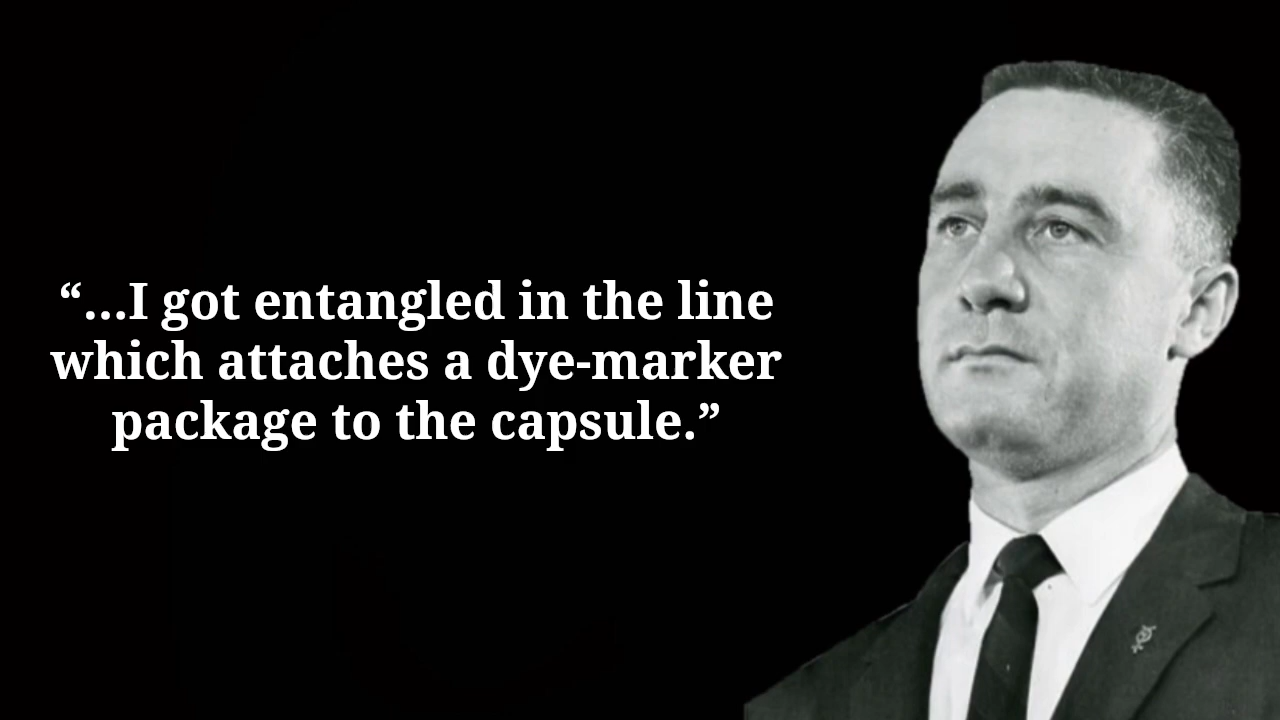 “...I got entangled in the line
which attaches a dye-marker
package to the capsule.”